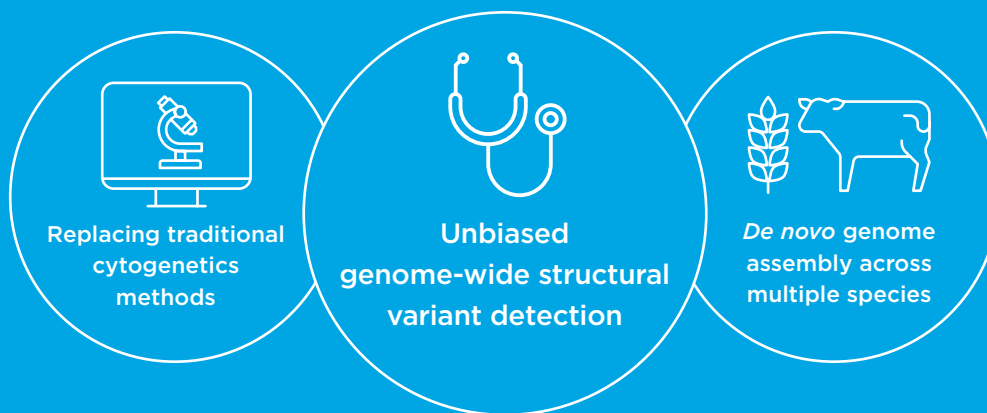 Replacing traditional
cytogenetics
methods
Unbiased
genome-wide structural
variant detection
De novo genome
assembly across
multiple species